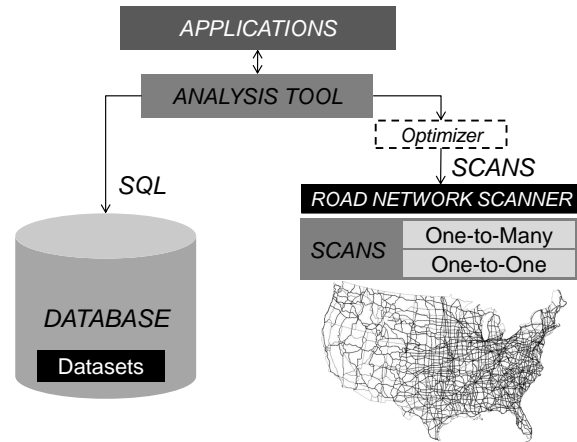 APPLICATIONS
ANALYSIS TOOL
Optimizer
SCANS
SQL
ROAD NETWORK SCANNER
SCANS
One-to-Many
One-to-One
DATABASE
Datasets